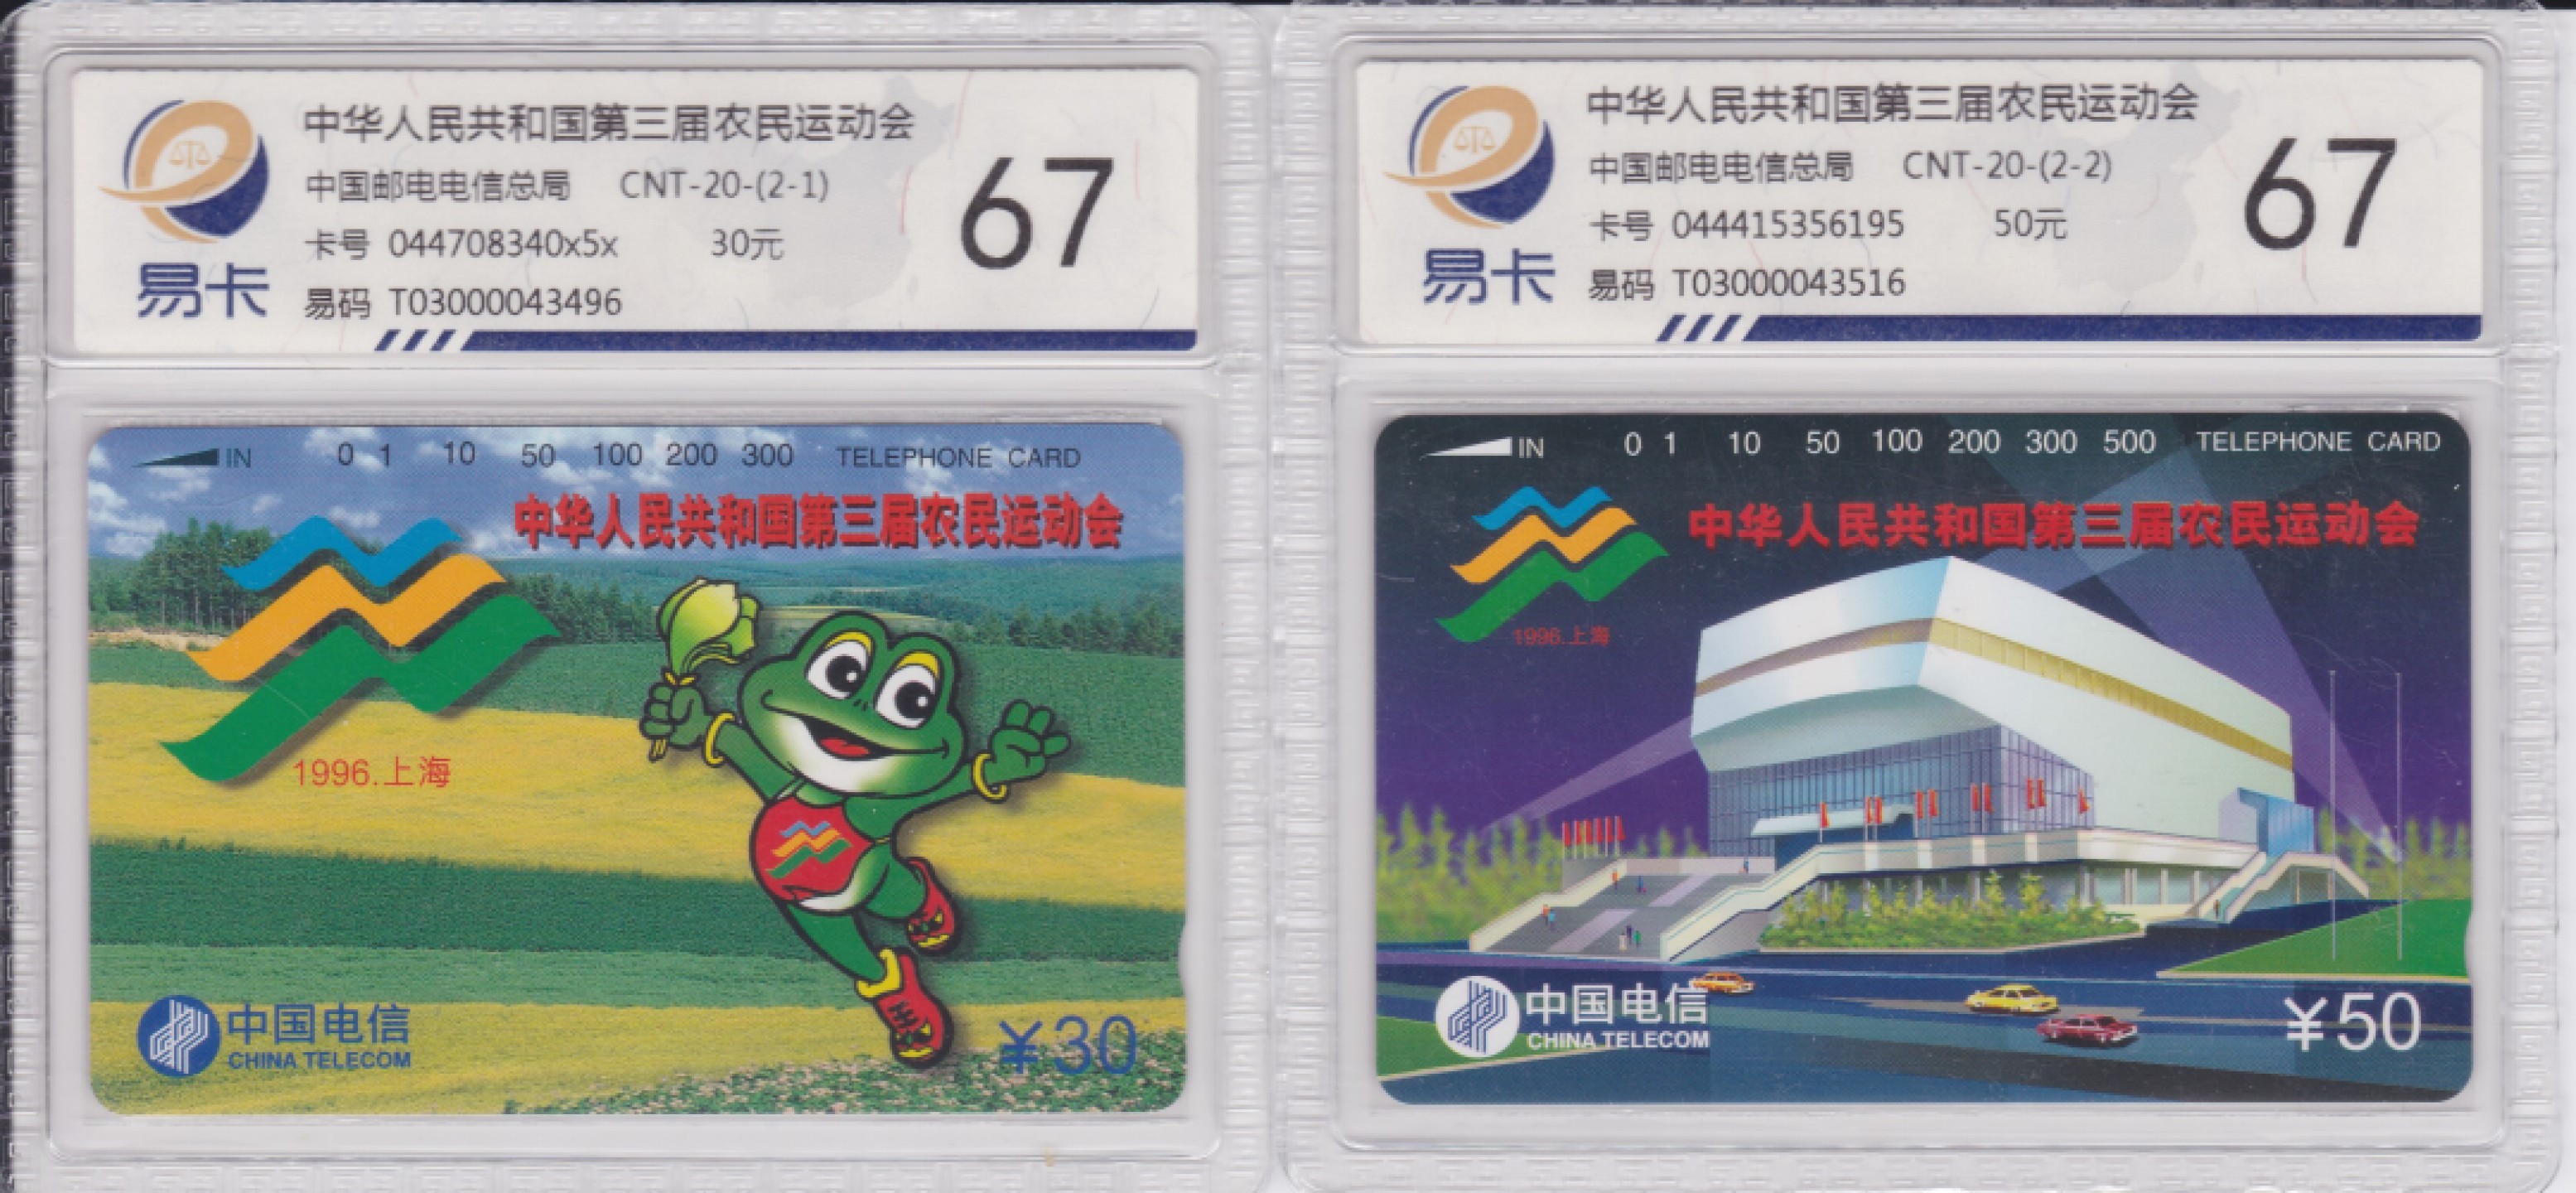 中华人民共和国第三届农民运动会
中国邮电电信总局 CNT-20-(2-1)
卡号 044708340x5x 30元
易码 T03000043496
67
易卡
IN 0 1 10 50 100 200 300 TELEPHONE CARD
中华人民共和国第三届农民运动会
1996.上海
中国电信
CHINA TELECOM
¥30
中华人民共和国第三届农民运动会
中国邮电电信总局 CNT-20-(2-2)
卡号 044415356195 50元
易码 T03000043516
67
易卡
IN 0 1 10 50 100 200 300 500 TELEPHONE CARD
中华人民共和国第三届农民运动会
1996.上海
中国电信
CHINA TELECOM
¥50